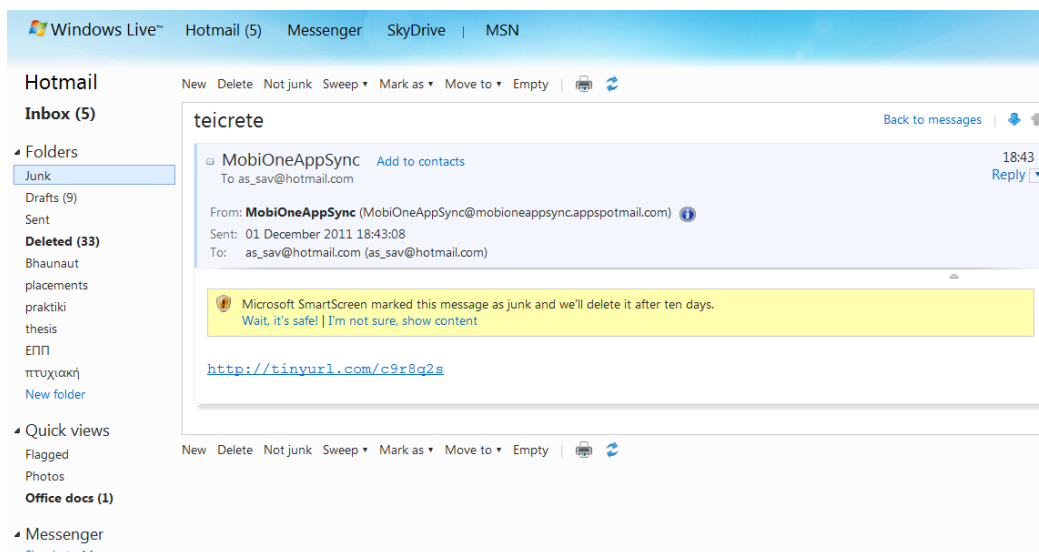 Windows Live™ Hotmail (5) Messenger SkyDrive | MSN
Hotmail
Inbox (5)
Folders
Junk
Drafts (9)
Sent
Deleted (33)
Bhaunaut
placements
praktiki
thesis
ΕΠΠ
πτυχιακή
New folder
Quick views
Flagged
Photos
Office docs (1)
Messenger
New Delete Not junk Sweep Mark as Move to Empty
teicrete Back to messages
MobiOneAppSync Add to contacts 18:43
To as_sav@hotmail.com Reply
From: MobiOneAppSync (MobiOneAppSync@mobioneappsync.appspotmail.com)
Sent: 01 December 2011 18:43:08
To: as_sav@hotmail.com (as_sav@hotmail.com)
Microsoft SmartScreen marked this message as junk and we'll delete it after ten days.
Wait, it's safe! | I'm not sure, show content
http://tinyurl.com/c9r8q2s
New Delete Not junk Sweep Mark as Move to Empty